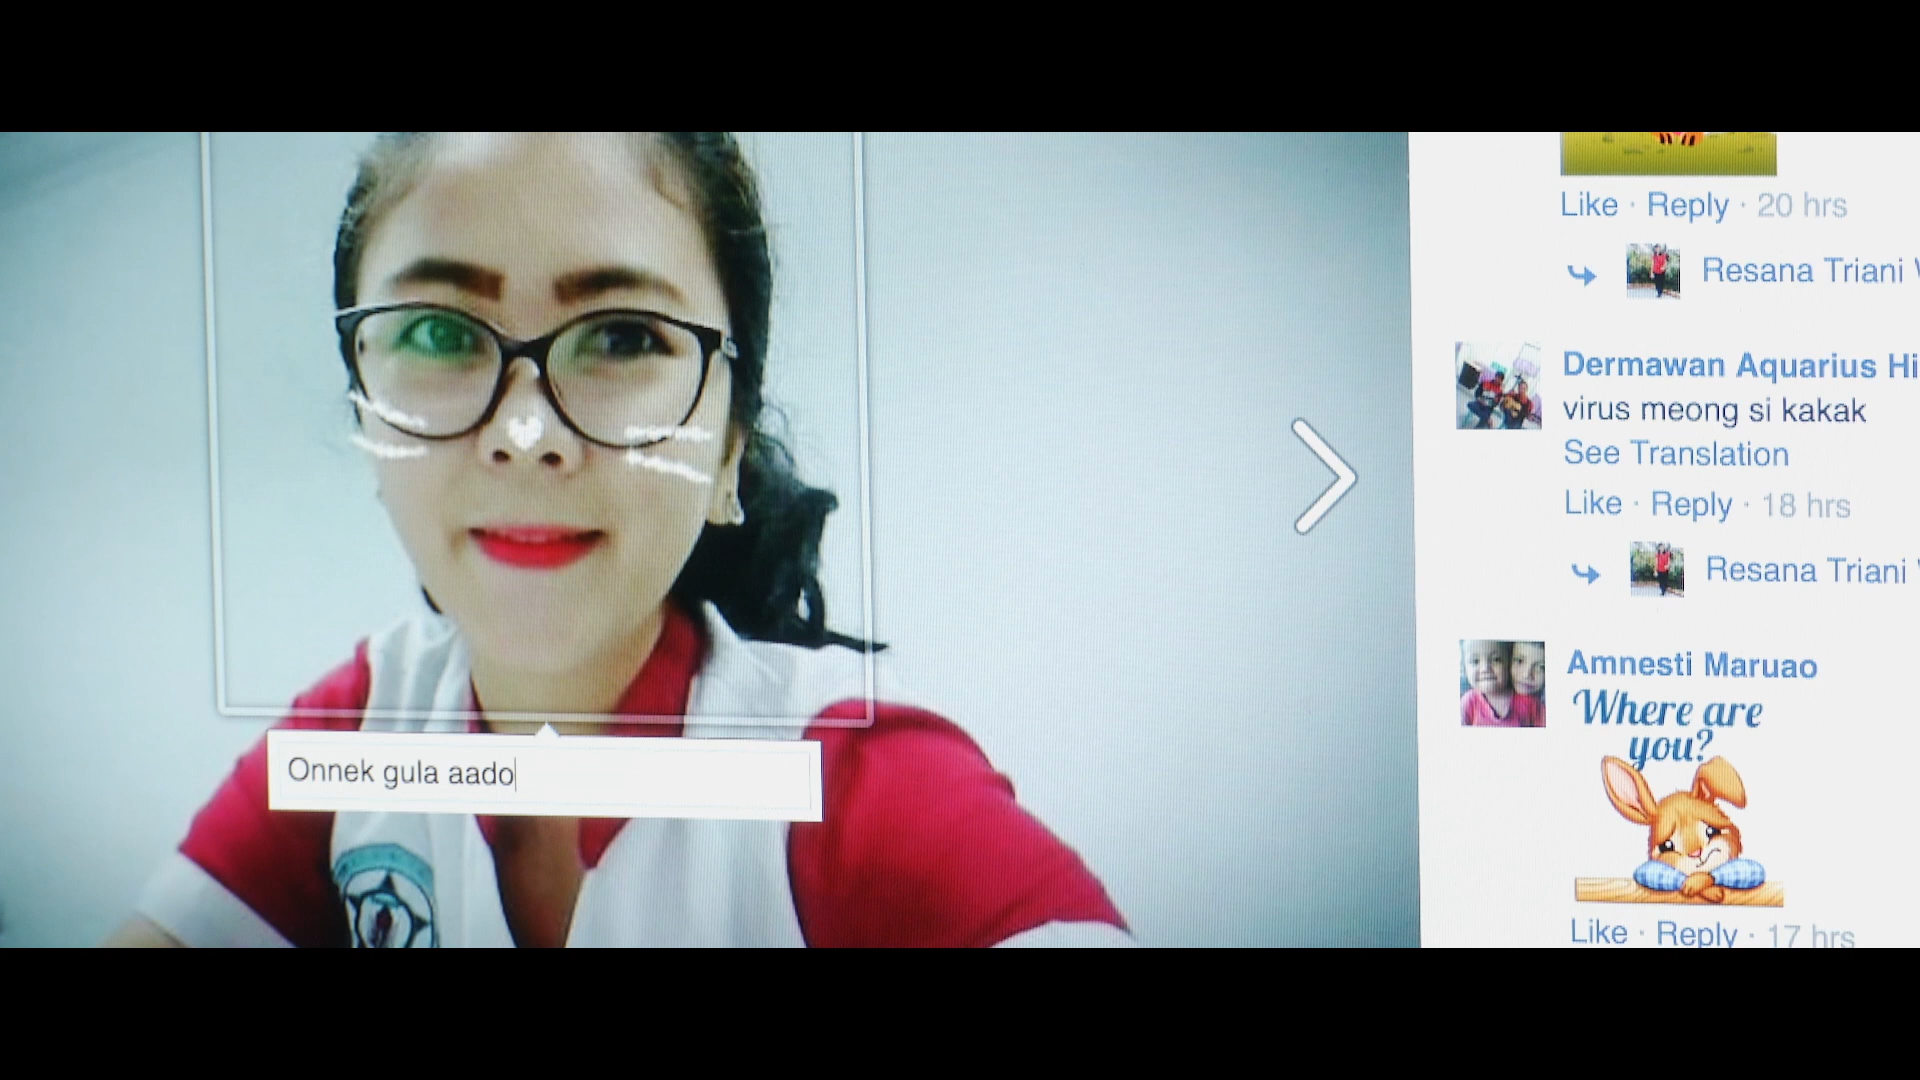 Onnek gula aado
Like · Reply · 20 hrs
Resana Triani
Dermawan Aquarius Hi
virus meong si kakak
See Translation
Like · Reply · 18 hrs
Resana Triani
Amnesti Maruao
Where are
you?
Like · Reply · 17 hrs